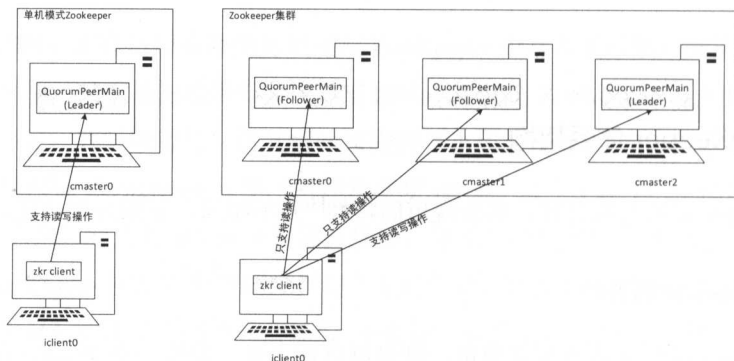 单机模式Zookeeper
QuorumPeerMain
(Leader)
cmaster0
支持读写操作
zkr client
iclient0
Zookeeper集群
QuorumPeerMain
(Follower)
cmaster0
QuorumPeerMain
(Follower)
cmaster1
QuorumPeerMain
(Leader)
cmaster2
只支持读操作
只支持读操作
支持读写操作
zkr client
iclient0